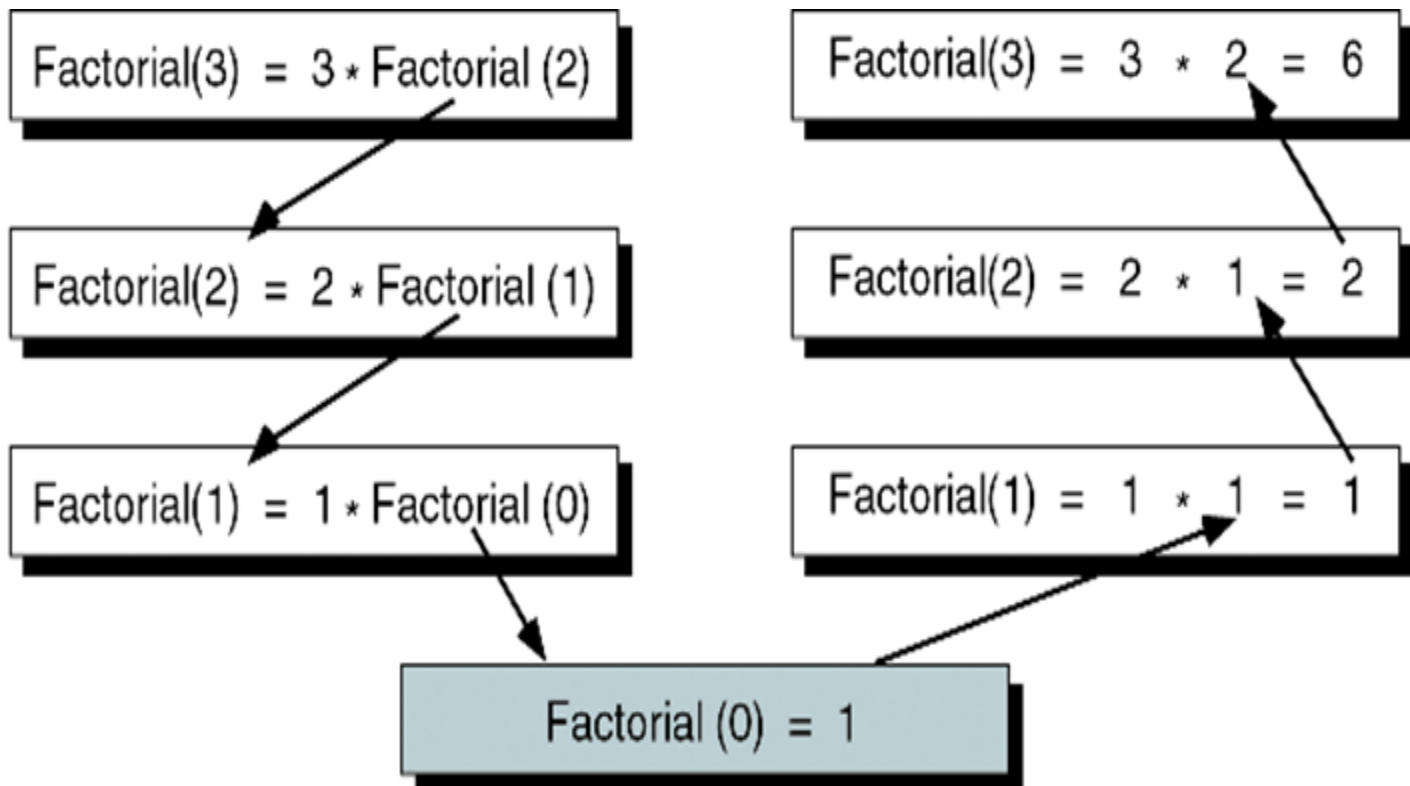 Factorial(3) = 3 * Factorial (2)
Factorial(2) = 2 * Factorial (1)
Factorial(1) = 1 * Factorial (0)
Factorial (0) = 1
Factorial(1) = 1 * 1 = 1
Factorial(2) = 2 * 1 = 2
Factorial(3) = 3 * 2 = 6